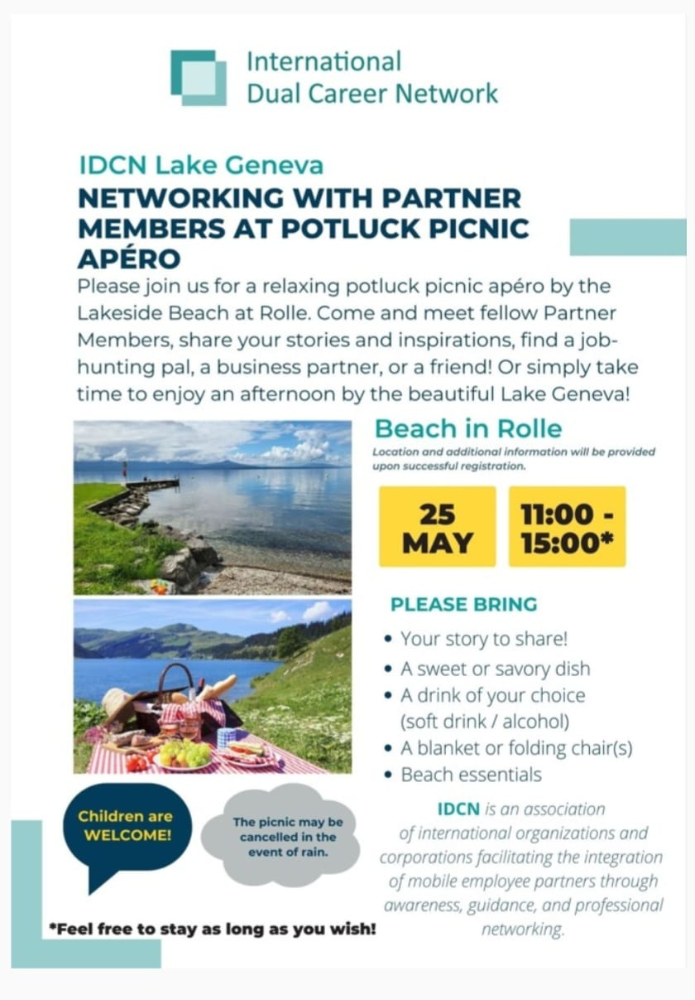 International
Dual Career Network
IDCN Lake Geneva
NETWORKING WITH PARTNER
MEMBERS AT POTLUCK PICNIC
APÉRO
Please join us for a relaxing potluck picnic apéro by the
Lakeside Beach at Rolle. Come and meet fellow Partner
Members, share your stories and inspirations, find a job-
hunting pal, a business partner, or a friend! Or simply take
time to enjoy an afternoon by the beautiful Lake Geneva!
Beach in Rolle
Location and additional information will be provided
upon successful registration.
25
MAY
11:00 -
15:00*
PLEASE BRING
• Your story to share!
• A sweet or savory dish
• A drink of your choice
(soft drink / alcohol)
• A blanket or folding chair(s)
• Beach essentials
Children are
WELCOME!
The picnic may be
cancelled in the
event of rain.
IDCN is an association
of international organizations and
corporations facilitating the integration
of mobile employee partners through
awareness, guidance, and professional
networking.
*Feel free to stay as long as you wish!